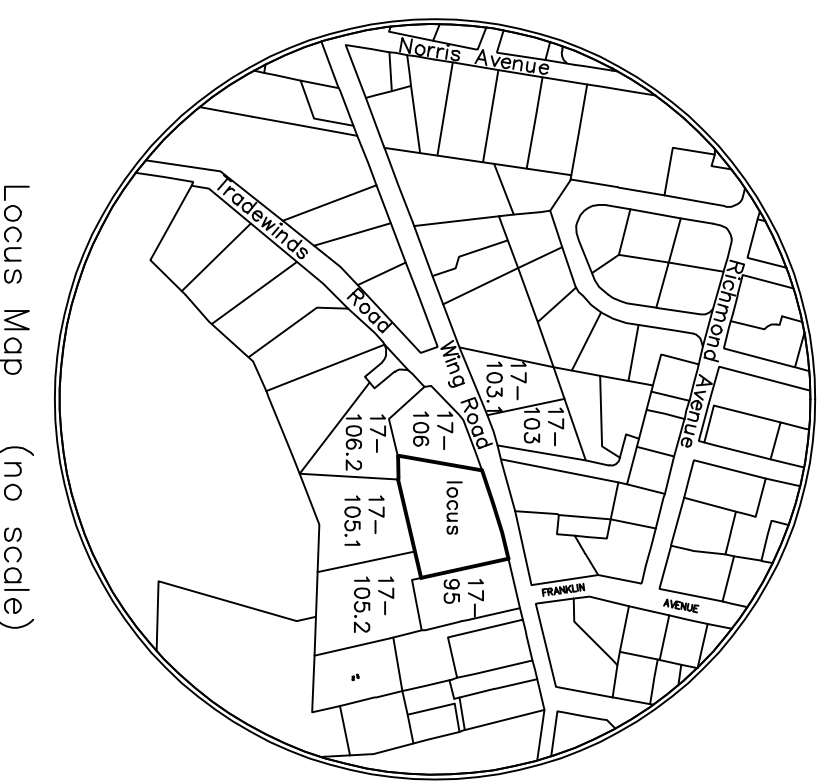 Norris Avenue
Tradewinds
Road
Wing Road
Richmond Avenue
17-
103.1
17-
103
17-
106
17-
106.2
locus
17-
105.1
17-
95
17-
105.2
FRANKLIN
AVENUE
Locus Map (no scale)